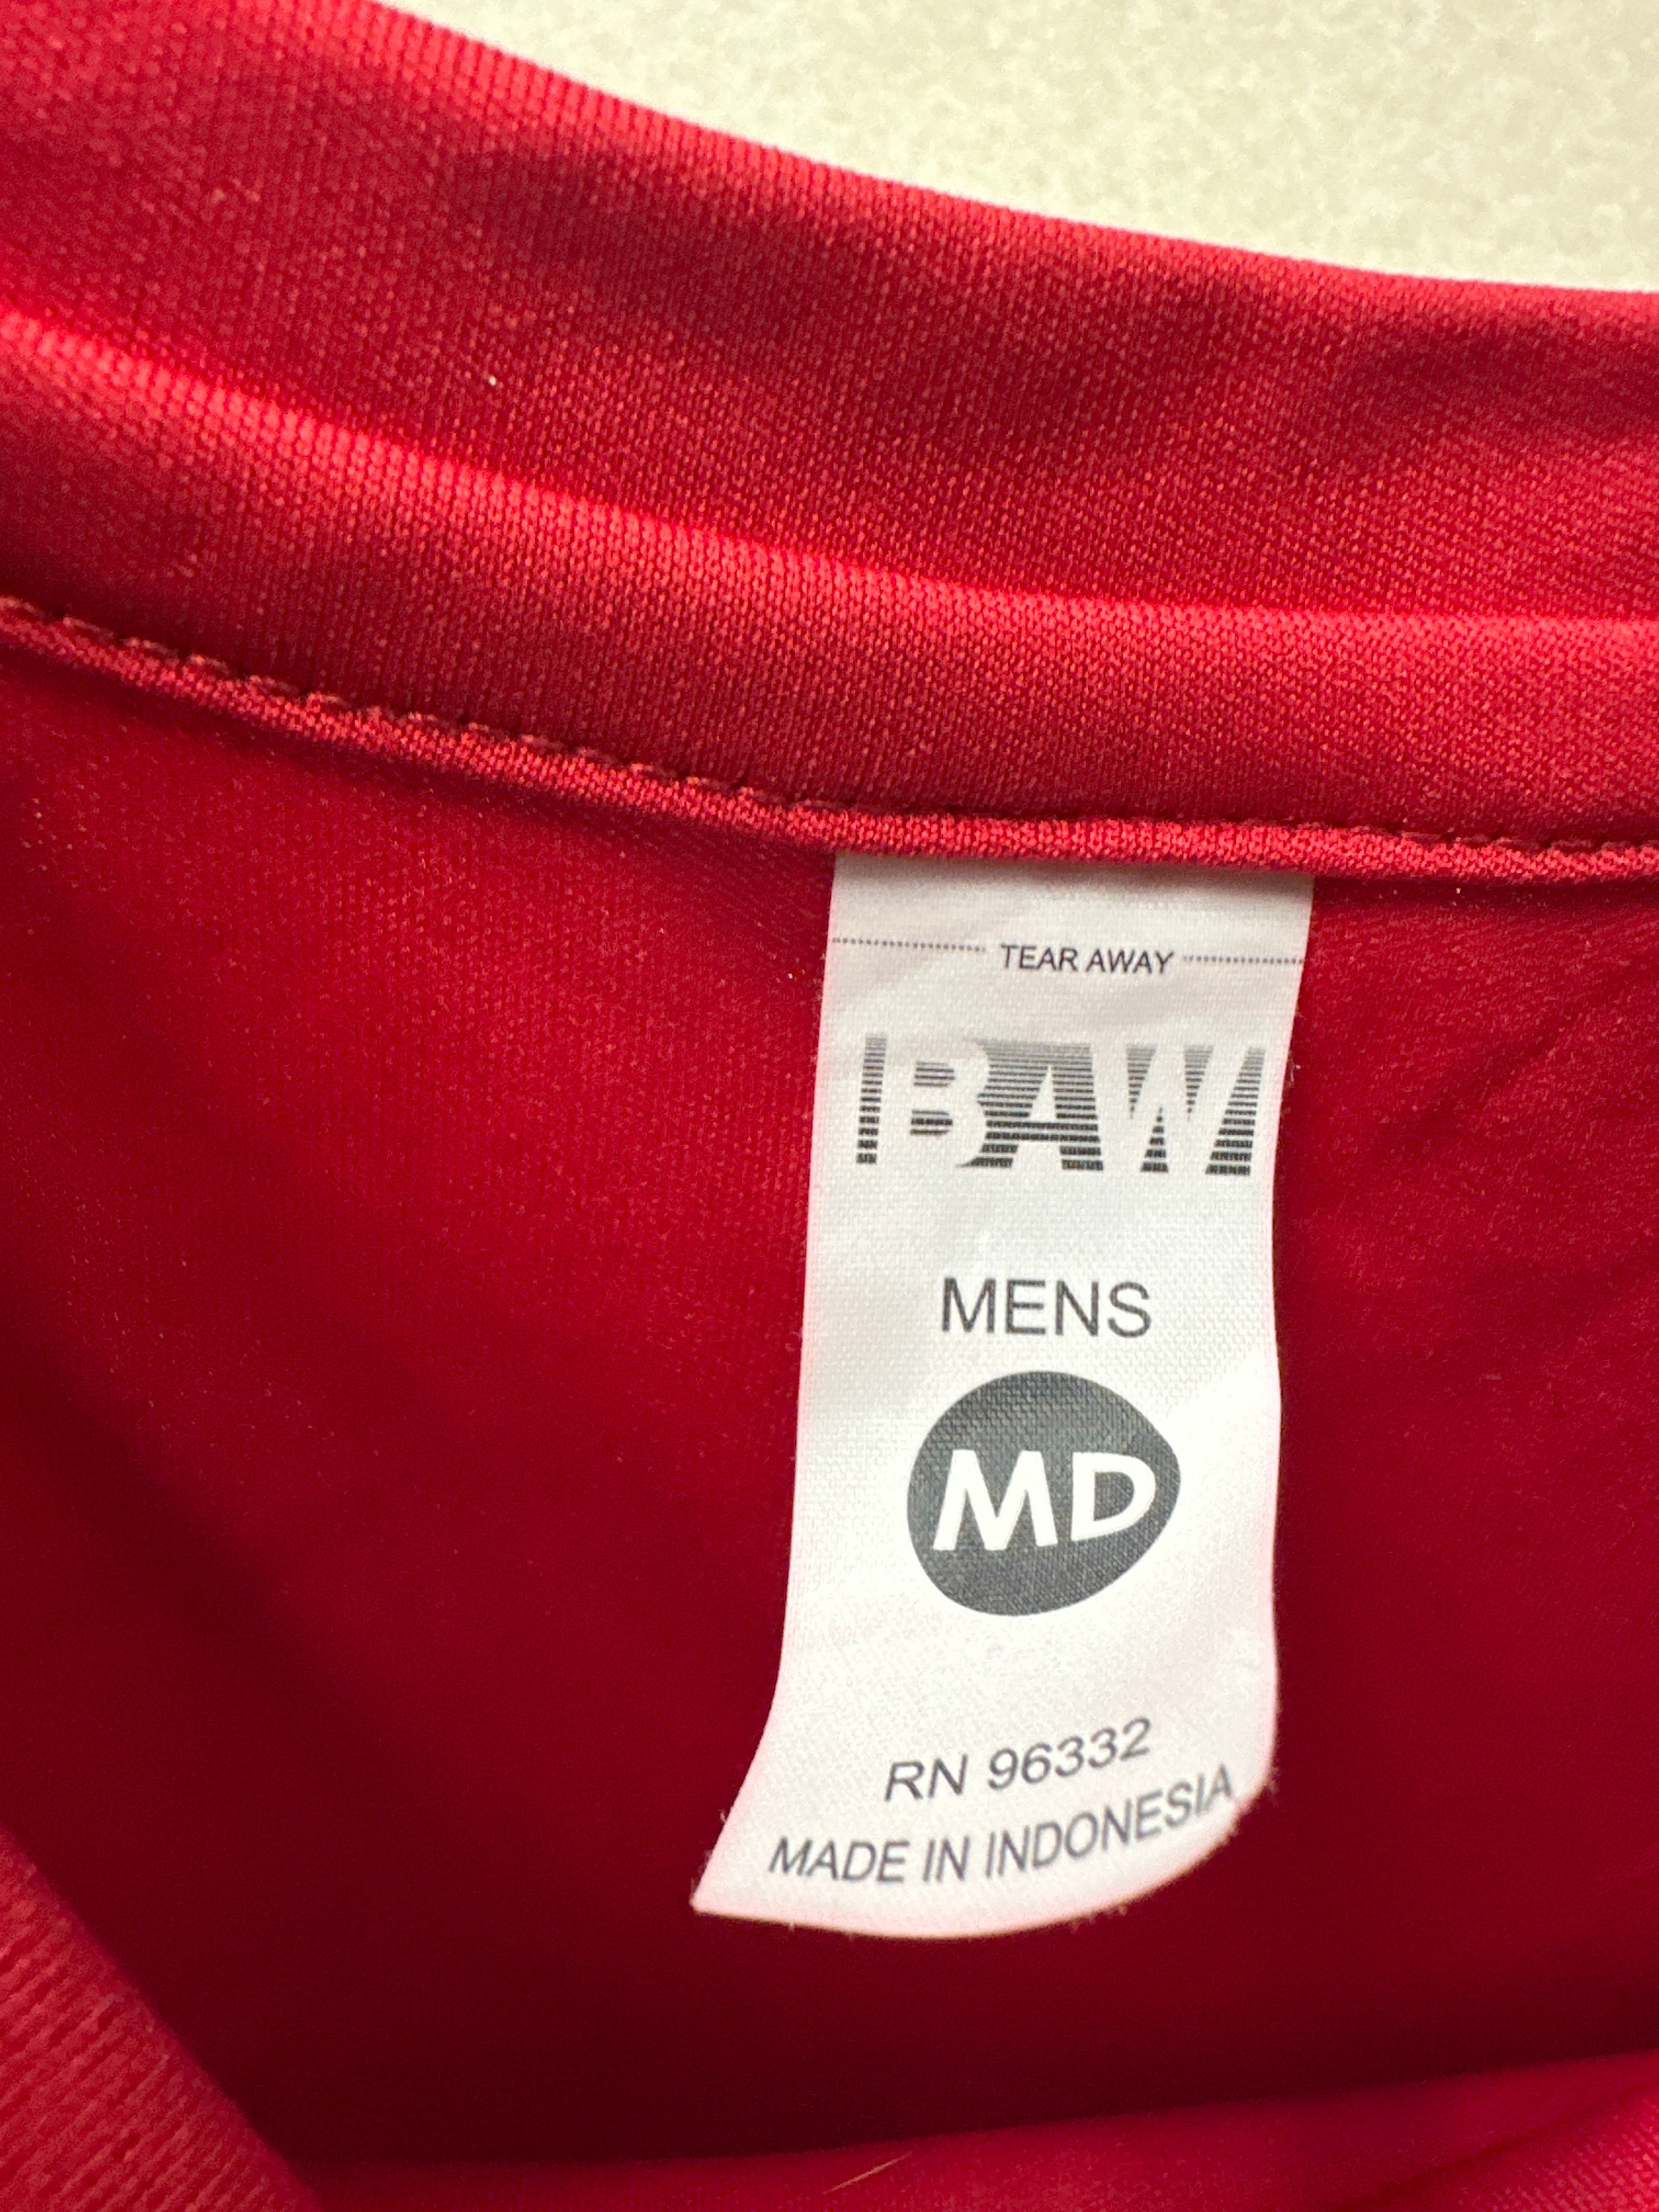 TEAR AWAY
BAW
MENS
MD
RN 96332
MADE IN INDONESIA